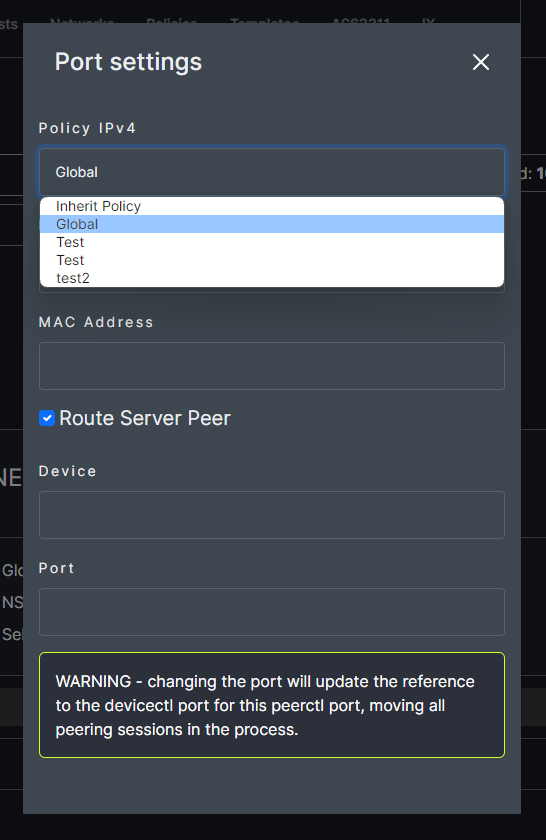 sts Networks Policies Templates AS63311 IX
Port settings
Policy IPv4
Global
d: 1
Inherit Policy
Global
Test
Test
test2
MAC Address
Route Server Peer
Device
NE
Port
Glo
NS
Sel
WARNING - changing the port will update the reference
to the devicectl port for this peerctl port, moving all
peering sessions in the process.